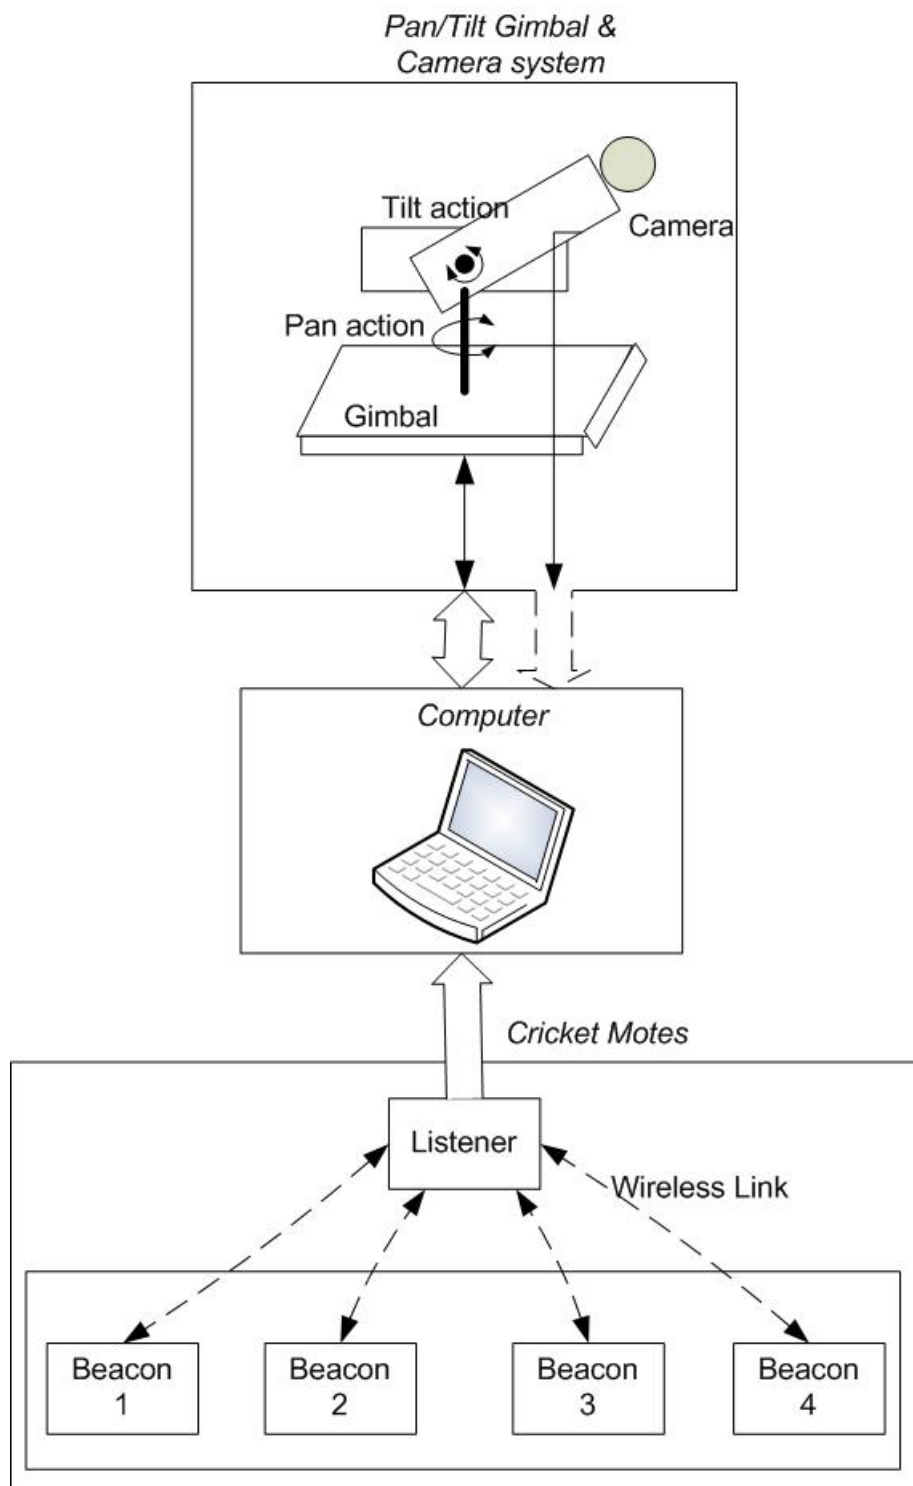 Pan/Tilt Gimbal &
Camera system
Tilt action
Camera
Pan action
Gimbal
Computer
Cricket Motes
Listener
Wireless Link
Beacon
1
Beacon
2
Beacon
3
Beacon
4